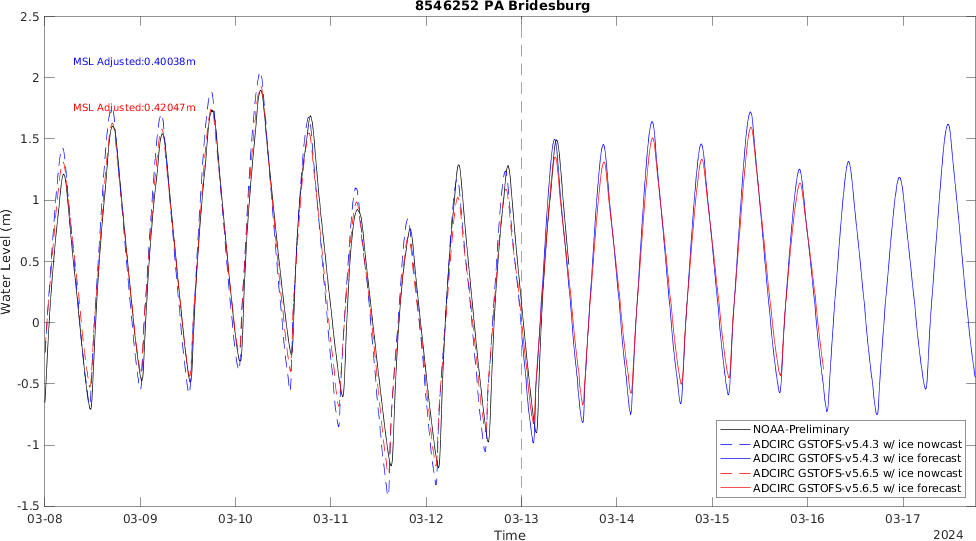 8546252 PA Bridesburg
MSL Adjusted:0.40038m
MSL Adjusted:0.42047m
Water Level (m)
2.5
2
1.5
1
0.5
0
-0.5
-1
-1.5
NOAA-Preliminary
ADCIRC GSTOFS-v5.4.3 w/ ice nowcast
ADCIRC GSTOFS-v5.4.3 w/ ice forecast
ADCIRC GSTOFS-v5.6.5 w/ ice nowcast
ADCIRC GSTOFS-v5.6.5 w/ ice forecast
03-08 03-09 03-10 03-11 03-12 03-13 03-14 03-15 03-16 03-17
Time
2024